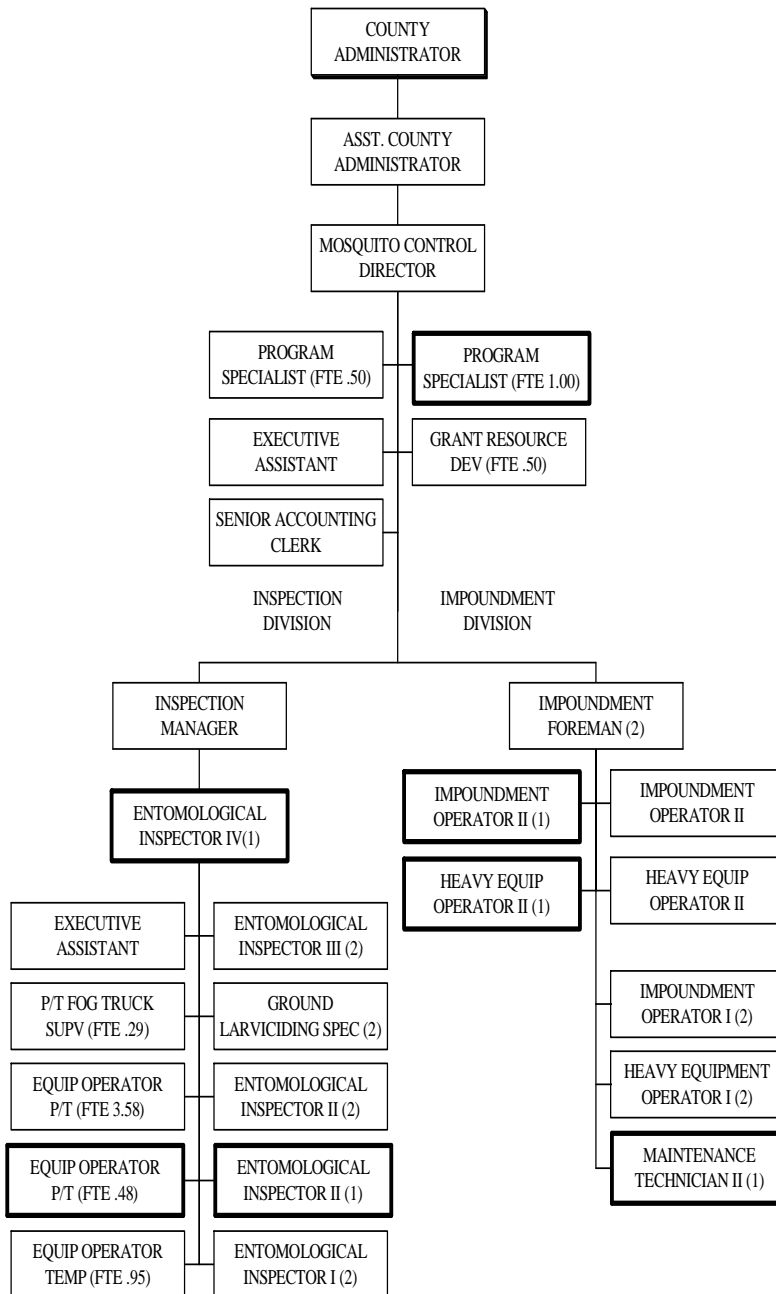 COUNTY
ADMINISTRATOR
ASST. COUNTY
ADMINISTRATOR
MOSQUITO CONTROL
DIRECTOR
PROGRAM
SPECIALIST (FTE .50)
PROGRAM
SPECIALIST (FTE 1.00)
EXECUTIVE
ASSISTANT
GRANT RESOURCE
DEV (FTE .50)
SENIOR ACCOUNTING
CLERK
INSPECTION
DIVISION
IMPOUNDMENT
DIVISION
INSPECTION
MANAGER
ENTOMOLOGICAL
INSPECTOR IV(1)
EXECUTIVE
ASSISTANT
ENTOMOLOGICAL
INSPECTOR III (2)
P/T FOG TRUCK
SUPV (FTE .29)
GROUND
LARVICIDING SPEC (2)
EQUIP OPERATOR
P/T (FTE 3.58)
ENTOMOLOGICAL
INSPECTOR II (2)
EQUIP OPERATOR
P/T (FTE .48)
ENTOMOLOGICAL
INSPECTOR II (1)
EQUIP OPERATOR
TEMP (FTE .95)
ENTOMOLOGICAL
INSPECTOR I (2)
IMPOUNDMENT
FOREMAN (2)
IMPOUNDMENT
OPERATOR II (1)
IMPOUNDMENT
OPERATOR II
HEAVY EQUIP
OPERATOR II (1)
HEAVY EQUIP
OPERATOR II
IMPOUNDMENT
OPERATOR I (2)
HEAVY EQUIPMENT
OPERATOR I (2)
MAINTENANCE
TECHNICIAN II (1)